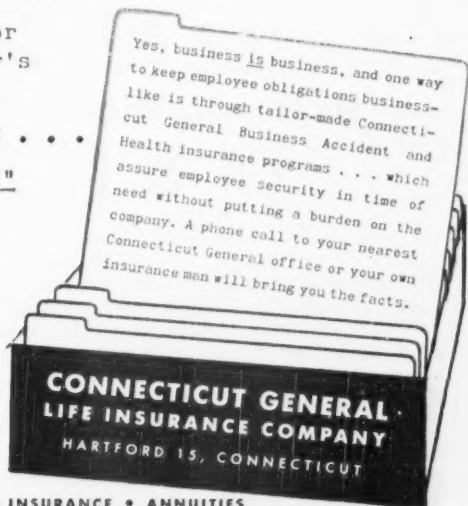 or
's
. . .
"
Yes, business is business, and one way
to keep employee obligations business-
like is through tailor-made Connecti-
cut General Business Accident and
Health insurance programs . . . which
assure employee security in time of
need without putting a burden on the
company. A phone call to your nearest
Connecticut General office or your own
insurance man will bring you the facts.
CONNECTICUT GENERAL
LIFE INSURANCE COMPANY
HARTFORD 15, CONNECTICUT
INSURANCE • ANNUITIES